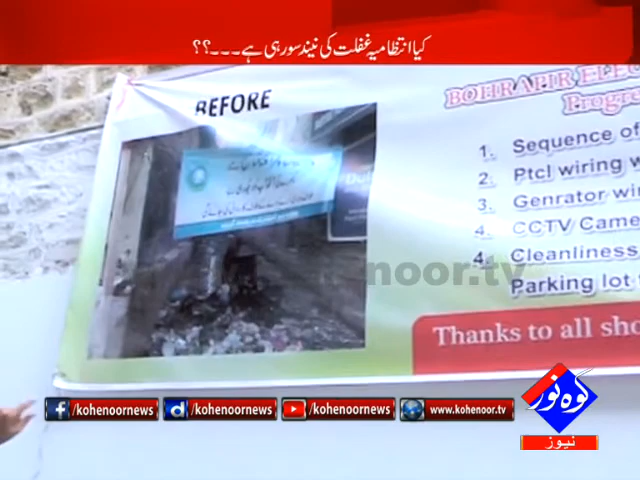 کیا انتظامیہ غفلت کی نیند سو رہی ہے ۔۔۔ ؟؟
BEFORE
BOHRAPIR ELEC
Progre
1. Sequence of
2. Ptcl wiring w
3. Genrator wir
4. CCTV Came
4. Cleanliness
Parking lot
Thanks to all sho
noor.tv
/kohenoornews
/kohenoornews
/kohenoornews
www.kohenoor.tv
کوہ نور
نیوز